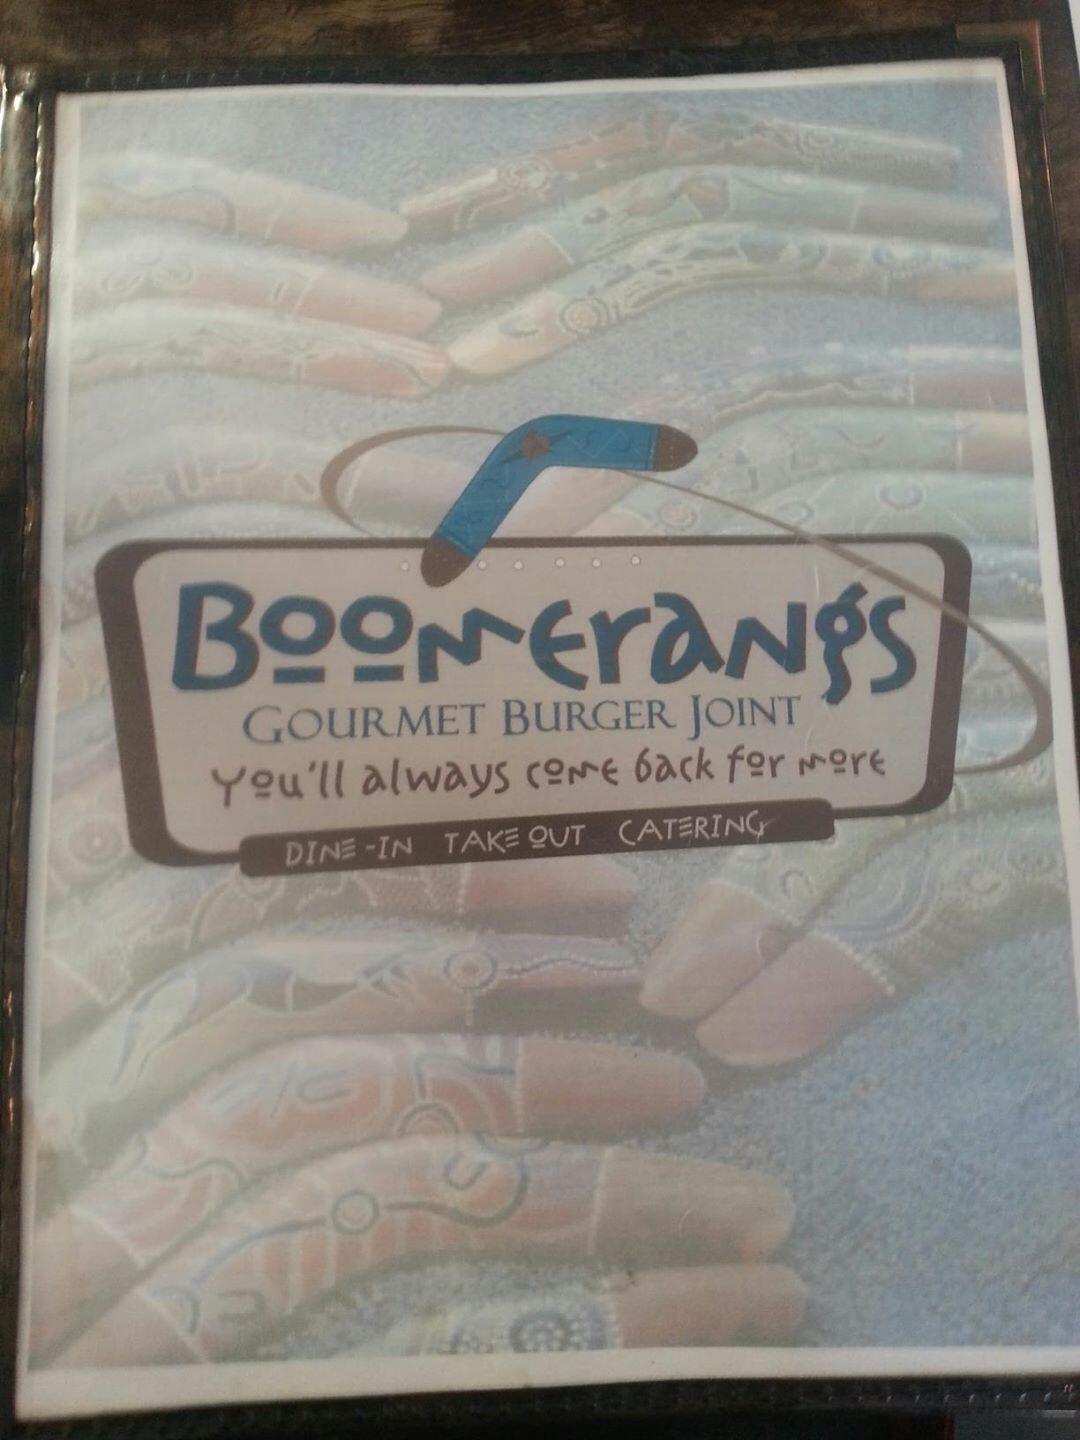 Boomerangs
Gourmet Burger Joint
You'll always come back for more
Dine-in Take Out Catering